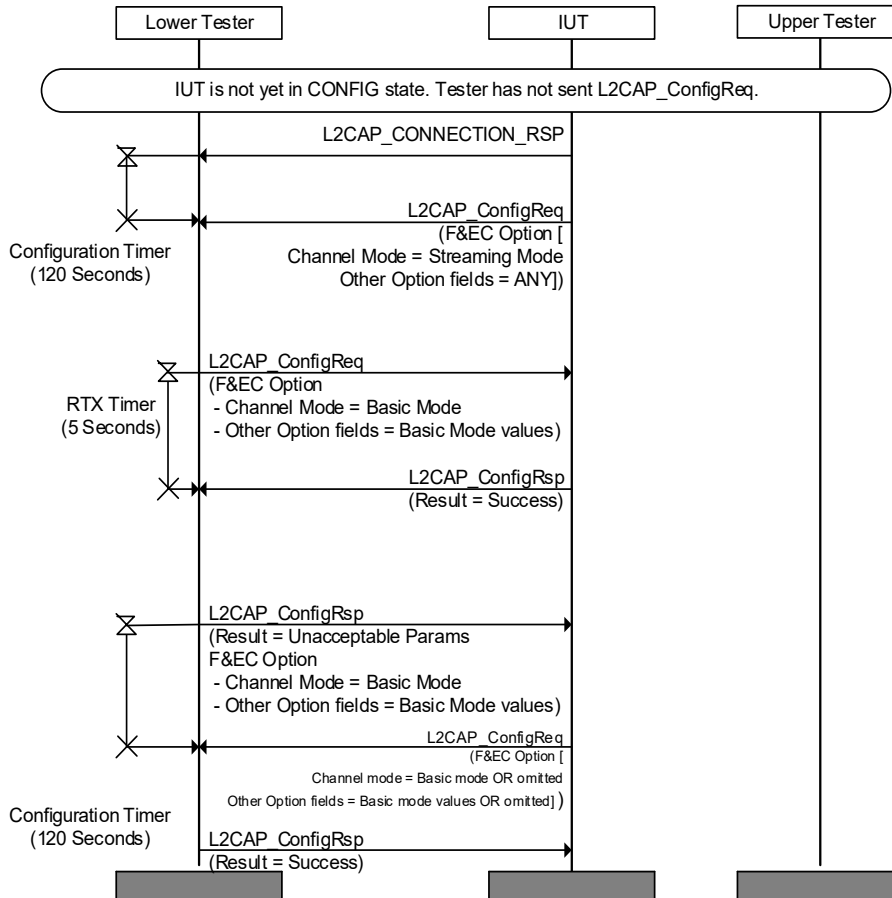 Lower Tester
IUT
Upper Tester
IUT is not yet in CONFIG state. Tester has not sent L2CAP_ConfigReq.
L2CAP_CONNECTION_RSP
L2CAP_ConfigReq
(F&EC Option [
Channel Mode = Streaming Mode
Other Option fields = ANY])
Configuration Timer
(120 Seconds)
L2CAP_ConfigReq
(F&EC Option
- Channel Mode = Basic Mode
- Other Option fields = Basic Mode values)
RTX Timer
(5 Seconds)
L2CAP_ConfigRsp
(Result = Success)
L2CAP_ConfigRsp
(Result = Unacceptable Params
F&EC Option
- Channel Mode = Basic Mode
- Other Option fields = Basic Mode values)
L2CAP_ConfigReq
(F&EC Option [
Channel mode = Basic mode OR omitted
Other Option fields = Basic mode values OR omitted] )
Configuration Timer
(120 Seconds)
L2CAP_ConfigRsp
(Result = Success)